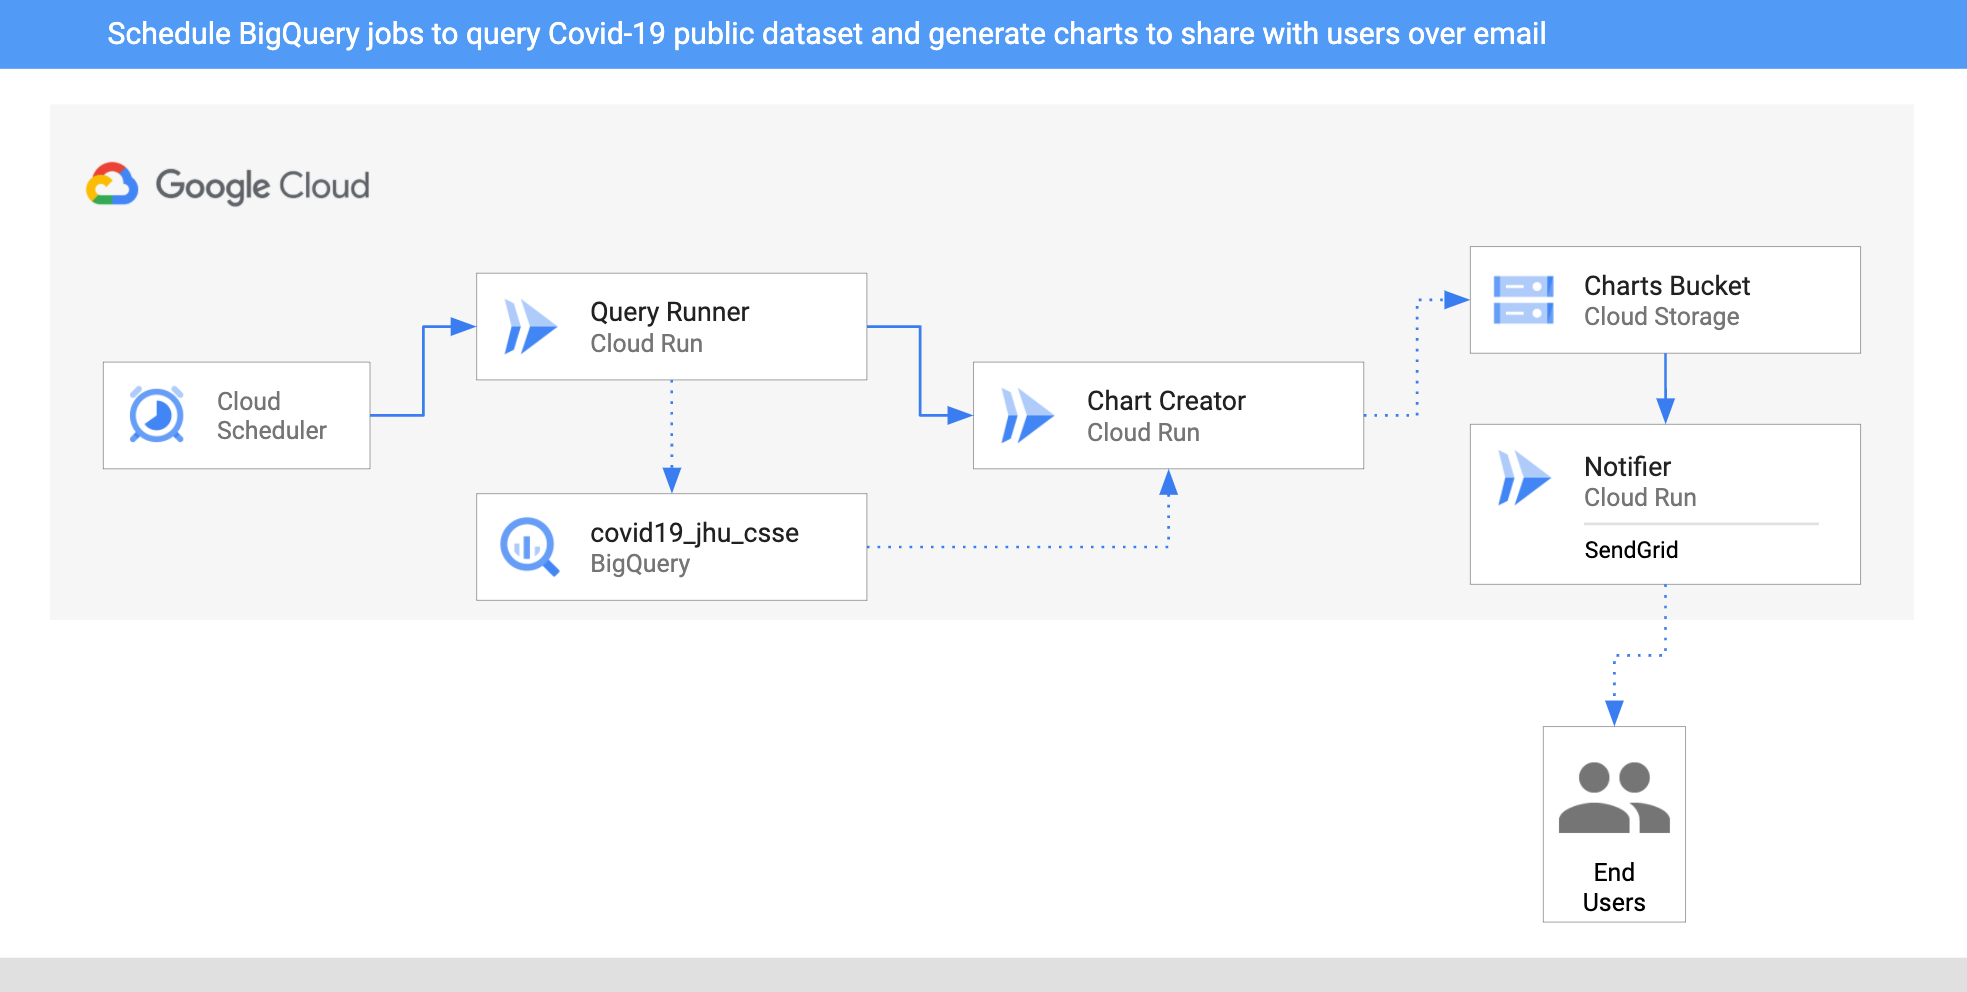 Schedule BigQuery jobs to query Covid-19 public dataset and generate charts to share with users over email
Google Cloud
Cloud
Scheduler
Query Runner
Cloud Run
covid19_jhu_csse
BigQuery
Chart Creator
Cloud Run
Charts Bucket
Cloud Storage
Notifier
Cloud Run
SendGrid
End
Users